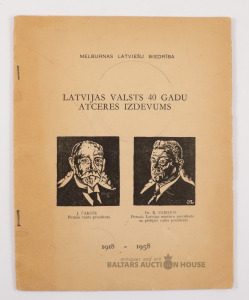 MELBURNAS LATVIEŠU BIEDRĪBA
LATVIJAS VALSTS 40 GADU
ATCERES IZDEVUMS
J. ČAKSTE
Pirmais valsts prezidents
Dr. K. ULMANIS
Pirmais Latvijas ministru prezidents
un pēdējais valsts prezidents
1918 - 1958
BALTARS AUCTION HOUSE